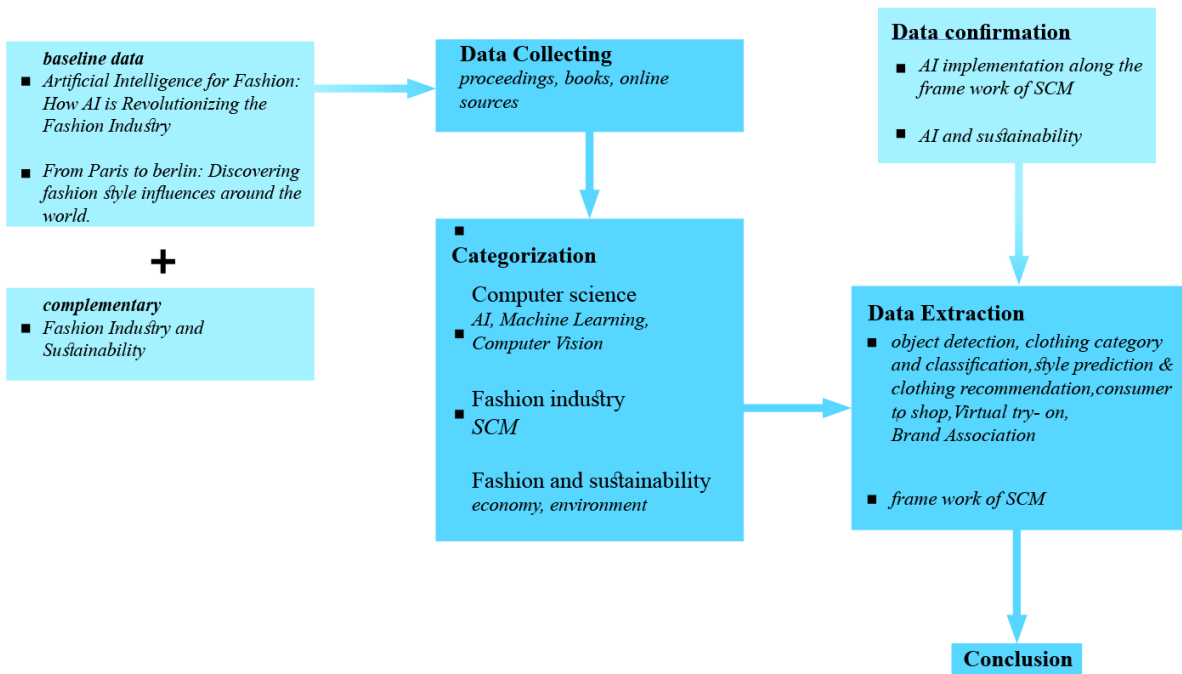 baseline data
Artificial Intelligence for Fashion:
How AI is Revolutionizing the
Fashion Industry
From Paris to berlin: Discovering
fashion style influences around the
world.
+
complementary
Fashion Industry and
Sustainability
Data Collecting
proceedings, books, online
sources
Categorization
Computer science
AI, Machine Learning,
Computer Vision
Fashion industry
SCM
Fashion and sustainability
economy, environment
Data confirmation
AI implementation along the
frame work of SCM
AI and sustainability
Data Extraction
object detection, clothing category
and classification,style prediction &
clothing recommendation,consumer
to shop,Virtual try- on,
Brand Association
frame work of SCM
Conclusion